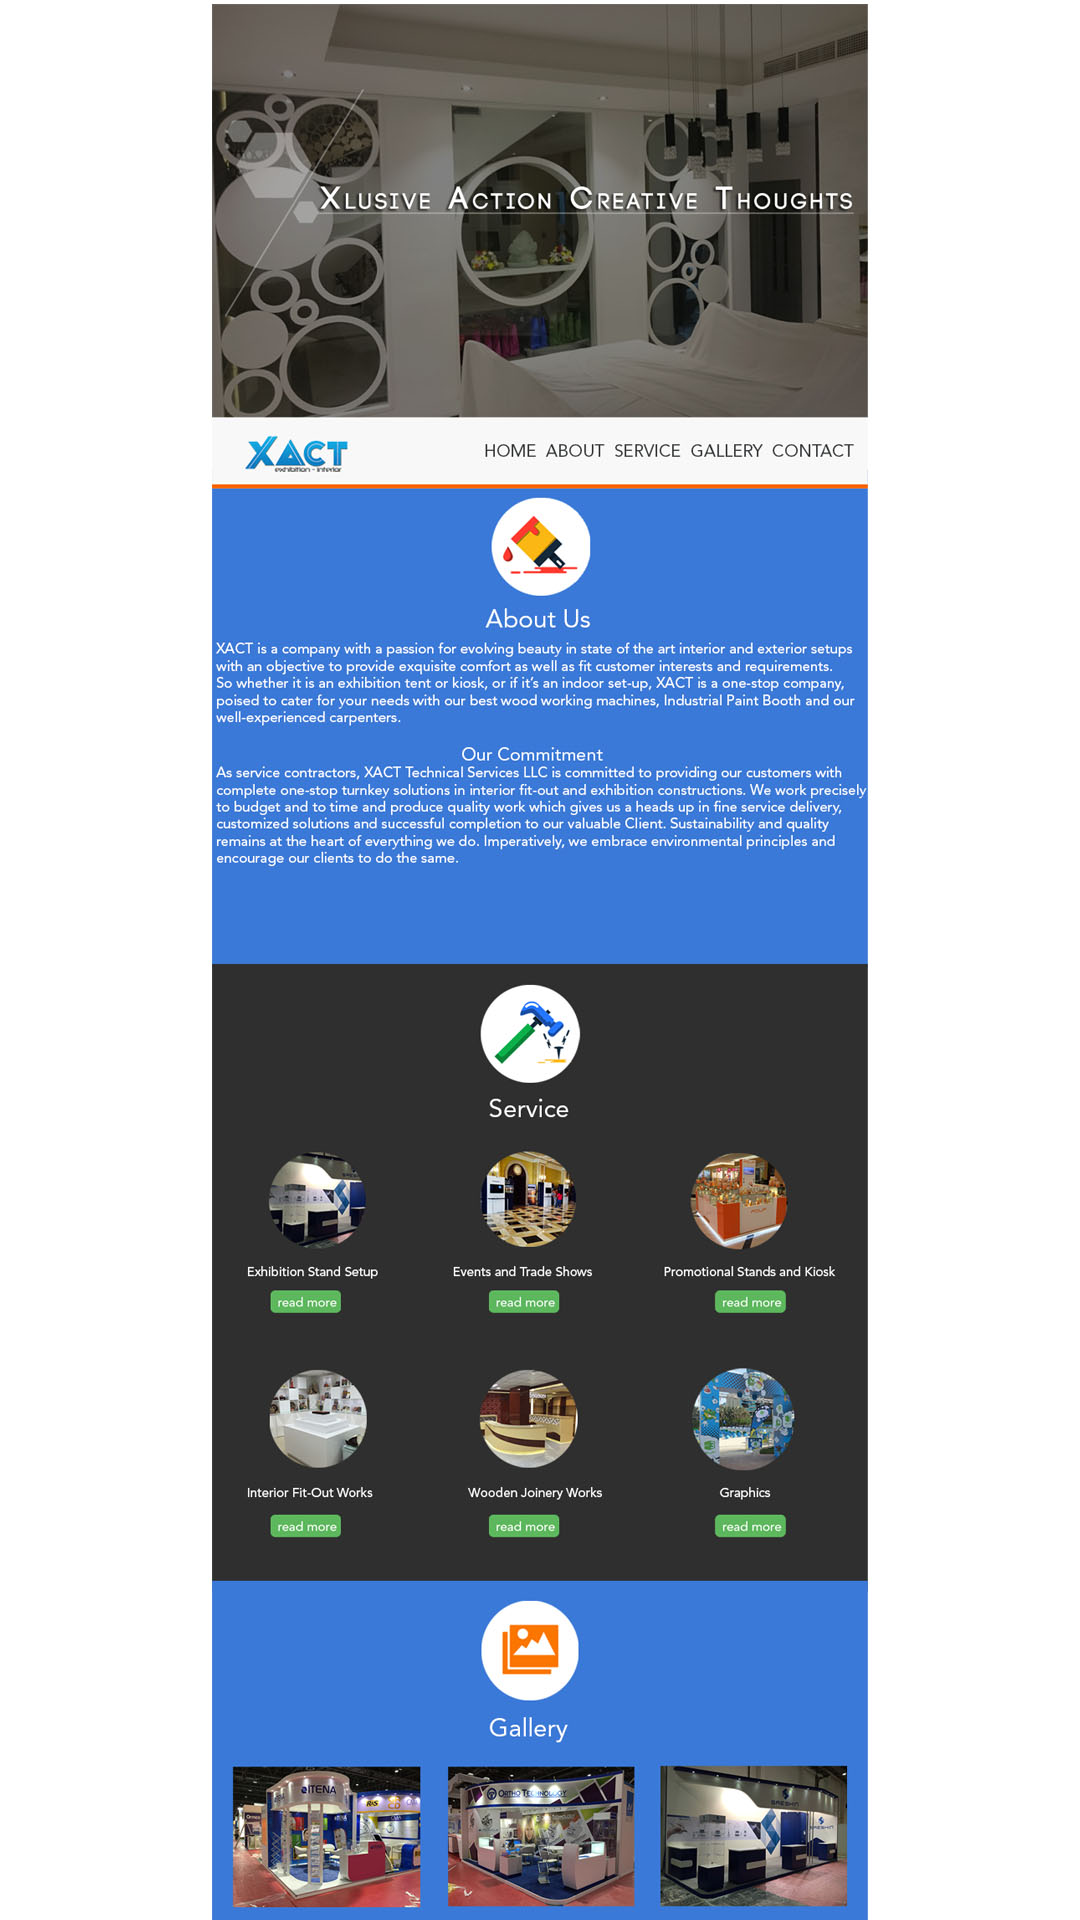 Xlusive Action Creative Thoughts
XACT
exhibition - interior
HOME ABOUT SERVICE GALLERY CONTACT
About Us
XACT is a company with a passion for evolving beauty in state of the art interior and exterior setups
with an objective to provide exquisite comfort as well as fit customer interests and requirements.
So whether it is an exhibition tent or kiosk, or if it’s an indoor set-up, XACT is a one-stop company,
poised to cater for your needs with our best wood working machines, Industrial Paint Booth and our
well-experienced carpenters.
Our Commitment
As service contractors, XACT Technical Services LLC is committed to providing our customers with
complete one-stop turnkey solutions in interior fit-out and exhibition constructions. We work precisely
to budget and to time and produce quality work which gives us a heads up in fine service delivery,
customized solutions and successful completion to our valuable Client. Sustainability and quality
remains at the heart of everything we do. Imperatively, we embrace environmental principles and
encourage our clients to do the same.
Service
Exhibition Stand Setup
read more
Events and Trade Shows
read more
Promotional Stands and Kiosk
read more
Interior Fit-Out Works
read more
Wooden Joinery Works
read more
Graphics
read more
Gallery
ITENA
ORTHO TECHNOLOGY
SRESHIN